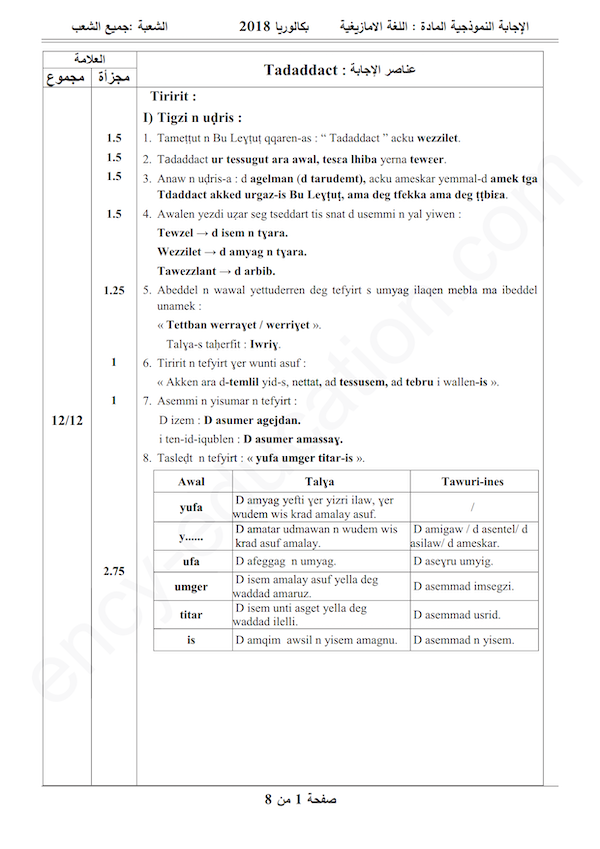 الإجابة النموذجية المادة : اللغة الامازيغية بكالوريا 2018 الشعبة :جميع الشعب
العلامة
عناصر الإجابة : Tadaddact
مجزأة مجموع
Tiririt :
I) Tigzi n uḍris :
1.5 1. Tameṭṭut n Bu Leɣṭuṭ qqaren-as : “ Tadaddact ” acku wezzilet.
1.5 2. Tadaddact ur tessugut ara awal, tesɛa lhiba yerna tewɛer.
1.5 3. Anaw n uḍris-a : d agelman (d tarudemt), acku ameskar yemmal-d amek tga
Tdaddact akked urgaz-is Bu Leɣṭuṭ, ama deg tfekka ama deg ṭṭbiɛa.
1.5 4. Awalen yezdi uẓar seg tseddart tis snat d usemmi n yal yiwen :
Tewzel → d isem n tɣara.
Wezzilet → d amyag n tɣara.
Tawezzlant → d arbib.
1.25 5. Abeddel n wawal yettuderren deg tefyirt s umyag ilaqen mebla ma ibeddel
unamek :
« Tettban werraɣet / werriɣet ».
Talɣa-s taḥerfit : Iwriɣ.
1 6. Tiririt n tefyirt ɣer wunti asuf :
« Akken ara d-temlil yid-s, nettat, ad tessusem, ad tebru i wallen-is ».
1 7. Asemmi n yisumar n tefyirt :
12/12 D izem : D asumer agejdan.
i ten-id-iqublen : D asumer amassaɣ.
8. Tasleḍt n tefyirt : « yufa umger titar-is ».
Awal Talɣa Tawuri-ines
yufa D amyag yefti ɣer yizri ilaw, ɣer /
wudem wis krad amalay asuf.
y...... D amatar udmawan n wudem wis D amigaw / d asentel/ d
krad asuf amalay. asilaw/ d ameskar.
ufa D afeggag n umyag. D aseɣru umyig.
2.75
umger D isem amalay asuf yella deg D asemmad imsegzi.
waddad amaruz.
titar D isem unti asget yella deg D asemmad usrid.
waddad ilelli.
is D amqim awsil n yisem amagnu. D asemmad n yisem.
صفحة 1 من 8
ency-education.com